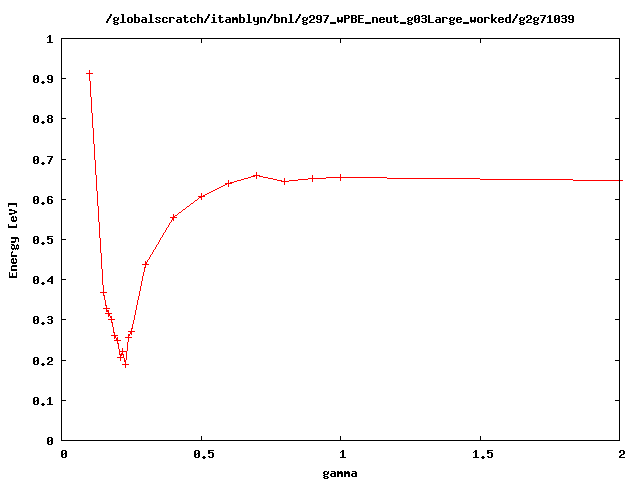 /globalscratch/itamblyn/bnl/g297_wPBE_neut_g03Large_worked/g2g71039
1
0.9
0.8
0.7
0.6
0.5
0.4
0.3
0.2
0.1
0
Energy [eV]
0 0.5 1 1.5 2
gamma